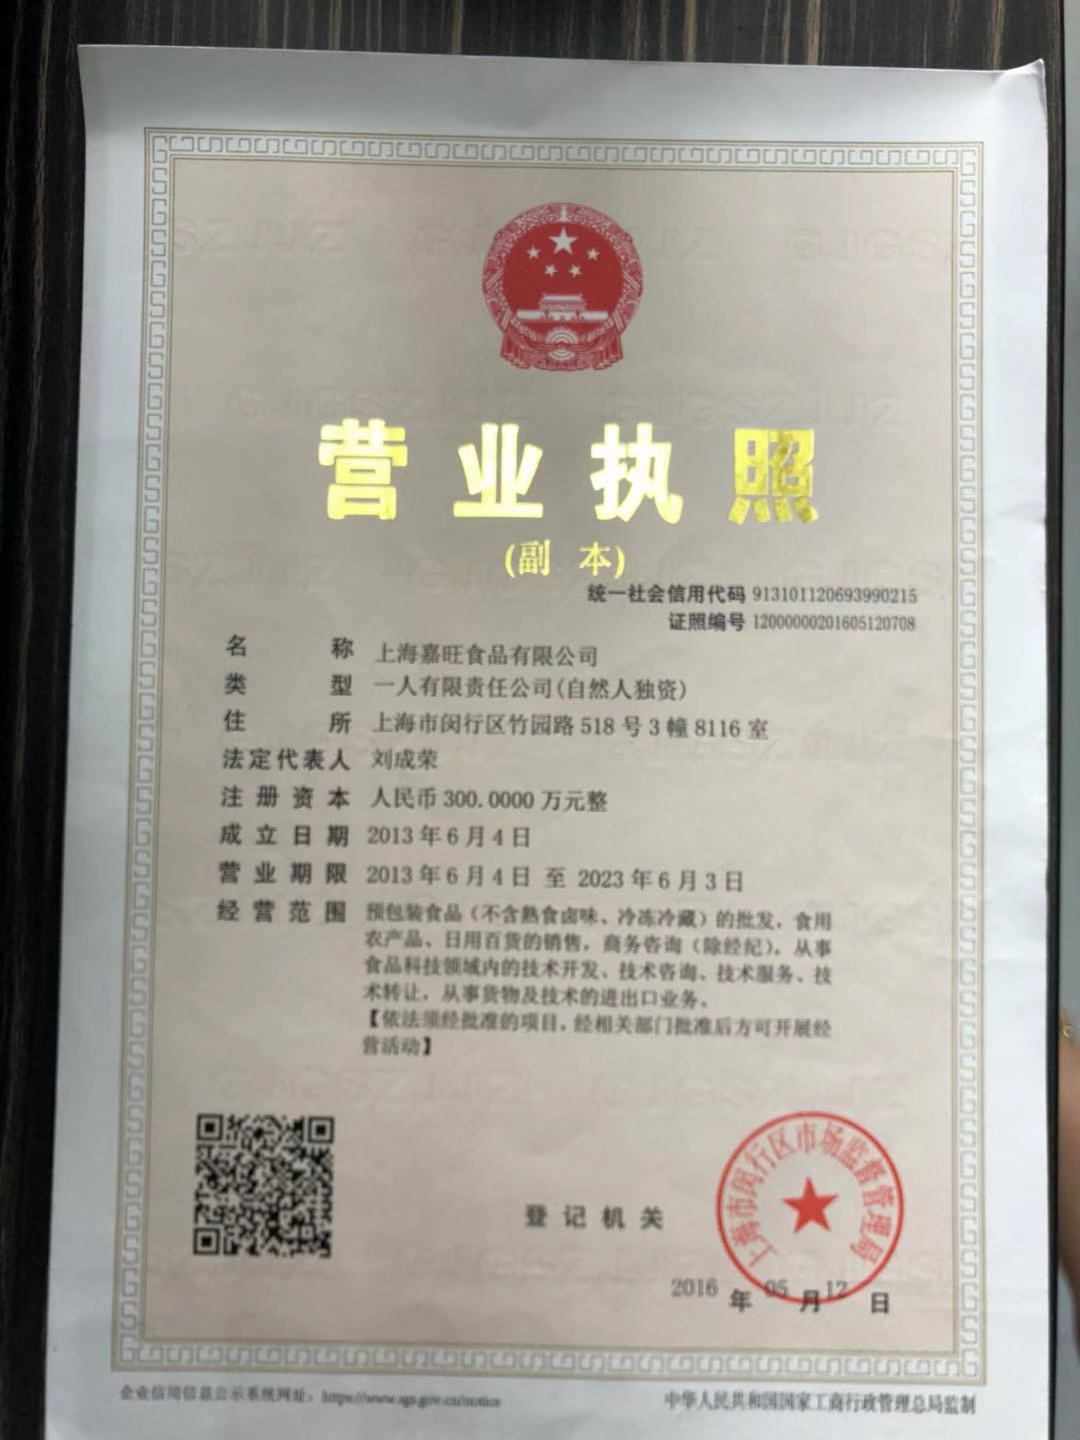 营业执照
(副 本)
统一社会信用代码 913101120693990215
证照编号 12000000201605120708
名称 上海嘉旺食品有限公司
类型 一人有限责任公司(自然人独资)
住所 上海市闵行区竹园路518号3幢8116室
法定代表人 刘成荣
注册资本 人民币300.0000万元整
成立日期 2013年6月4日
营业期限 2013年6月4日 至 2023年6月3日
经营范围 预包装食品（不含熟食卤味、冷冻冷藏）的批发，食用
农产品、日用百货的销售，商务咨询（除经纪），从事
食品科技领域内的技术开发、技术咨询、技术服务、技
术转让，从事货物及技术的进出口业务。
【依法须经批准的项目，经相关部门批准后方可开展经
营活动】
上海市闵行区市场监督管理局
登记机关
2016年05月12日
企业信用信息公示系统网址：https://www.sgs.gov.cn/notice
中华人民共和国国家工商行政管理总局监制